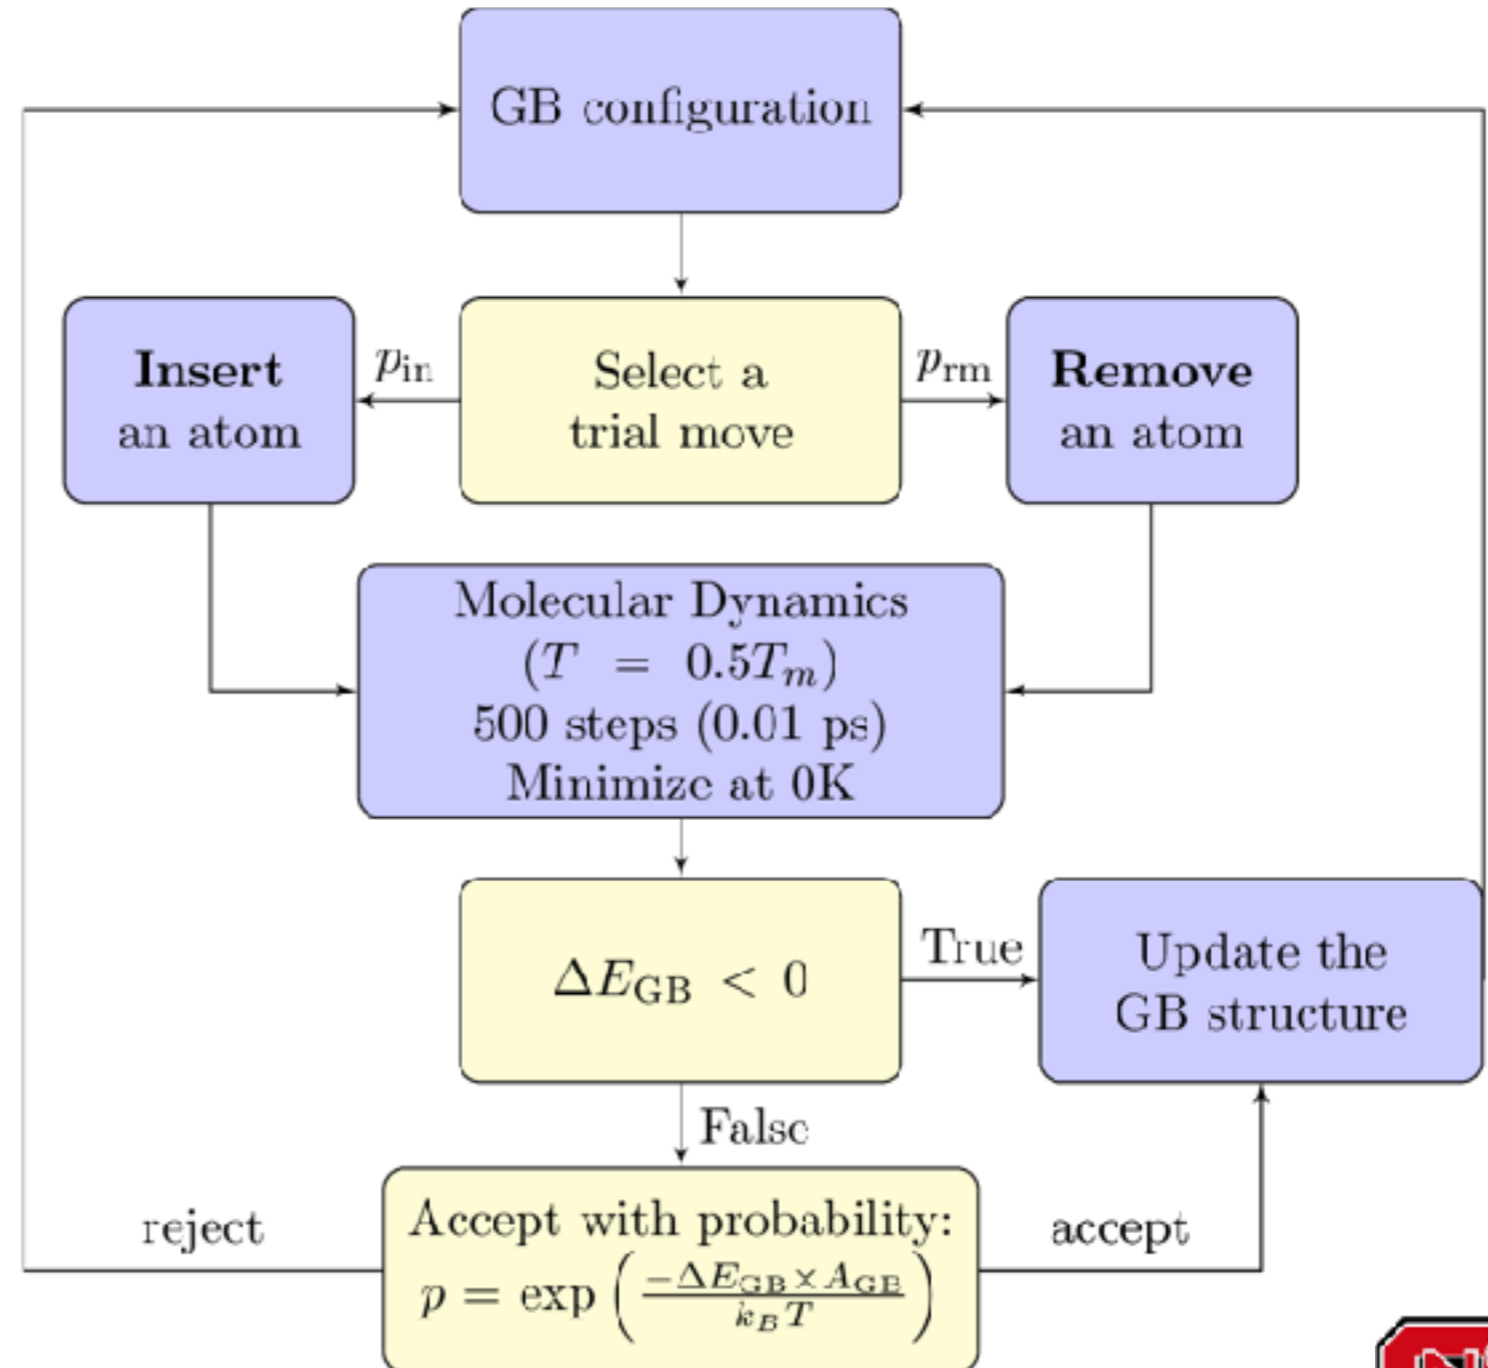 GB configuration
Insert
an atom
p_in
Select a
trial move
p_rm
Remove
an atom
Molecular Dynamics
(T = 0.5T_m)
500 steps (0.01 ps)
Minimize at 0K
ΔE_GB < 0
True
Update the
GB structure
False
reject
Accept with probability:
p = exp(−ΔE_GB×A_GB / k_B T)
accept